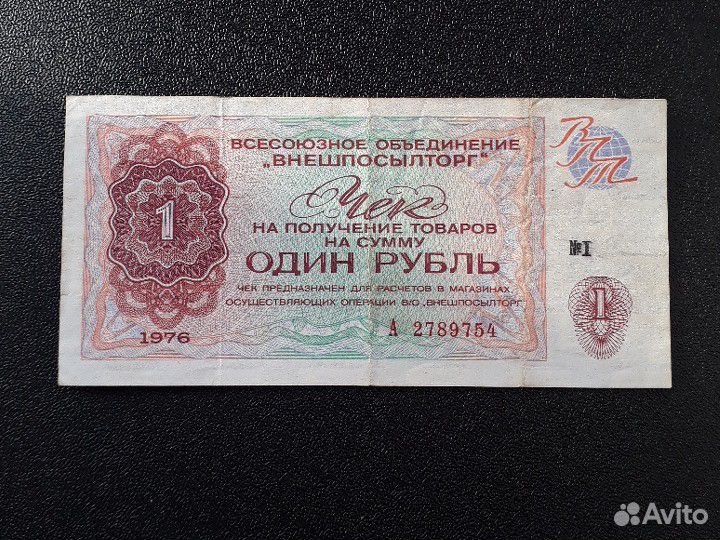 ВСЕСОЮЗНОЕ ОБЪЕДИНЕНИЕ
„ВНЕШПОСЫЛТОРГ"
ВПТ
Чек
1
НА ПОЛУЧЕНИЕ ТОВАРОВ
НА СУММУ
№I
ОДИН РУБЛЬ
ЧЕК ПРЕДНАЗНАЧЕН ДЛЯ РАСЧЕТОВ В МАГАЗИНАХ
ОСУЩЕСТВЛЯЮЩИХ ОПЕРАЦИИ В/О „ВНЕШПОСЫЛТОРГ"
1
1976
А 2789754
Avito